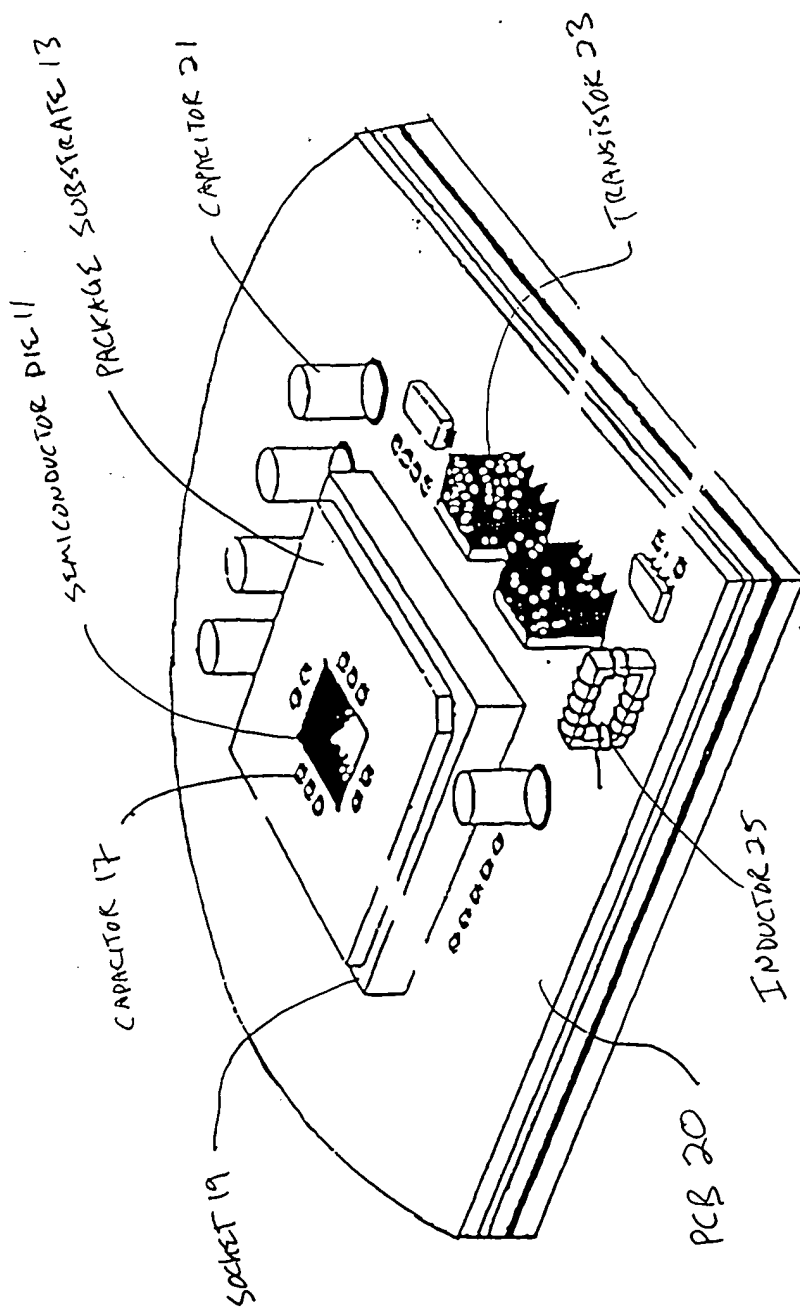 SEMICONDUCTOR DIE 11
PACKAGE SUBSTRATE 13
CAPACITOR 17
CAPACITOR 21
SOCKET 19
TRANSISTOR 23
PCB 20
INDUCTOR 25